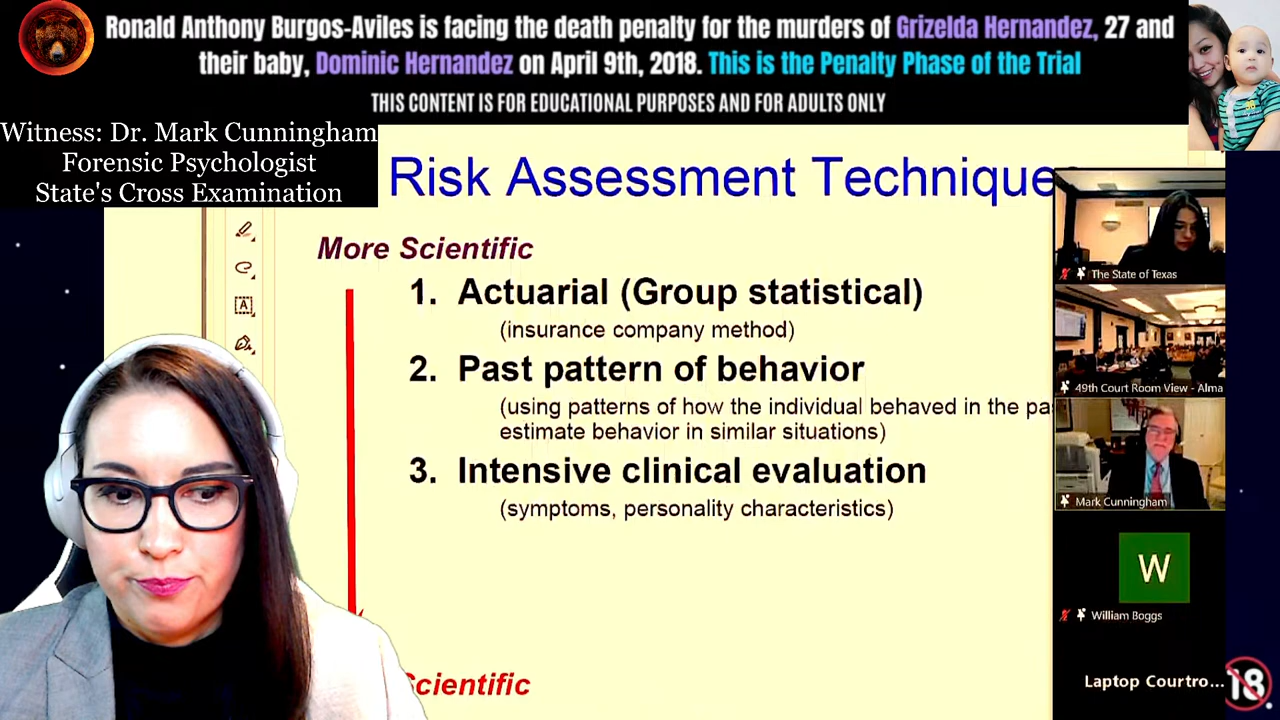 Ronald Anthony Burgos-Aviles is facing the death penalty for the murders of Grizelda Hernandez, 27 and
their baby, Dominic Hernandez on April 9th, 2018. This is the Penalty Phase of the Trial
THIS CONTENT IS FOR EDUCATIONAL PURPOSES AND FOR ADULTS ONLY
Witness: Dr. Mark Cunningham
Forensic Psychologist
State's Cross Examination
Risk Assessment Technique
More Scientific
1. Actuarial (Group statistical)
(insurance company method)
2. Past pattern of behavior
(using patterns of how the individual behaved in the pas
estimate behavior in similar situations)
3. Intensive clinical evaluation
(symptoms, personality characteristics)
Scientific
The State of Texas
49th Court Room View - Alma
Mark Cunningham
W
William Boggs
Laptop Courtro...
18